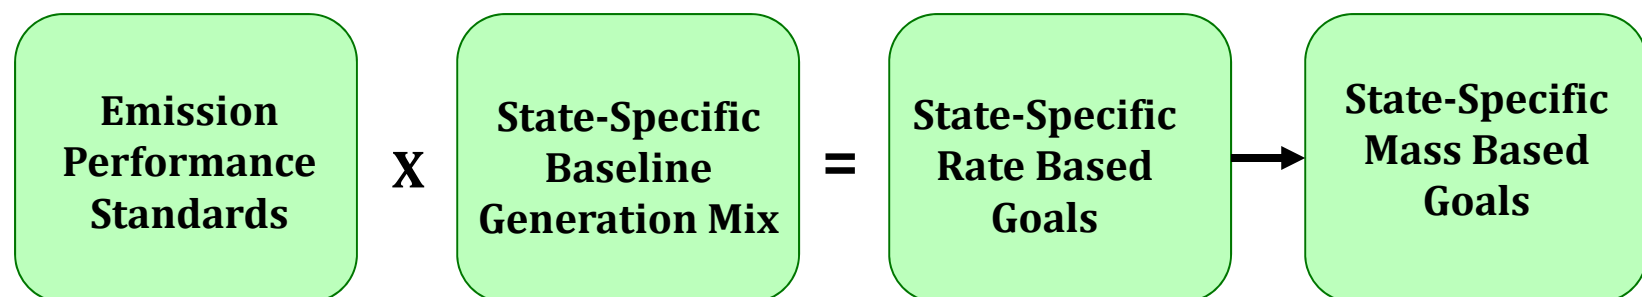 Emission
Performance
Standards
X
State-Specific
Baseline
Generation Mix
=
State-Specific
Rate Based
Goals
State-Specific
Mass Based
Goals